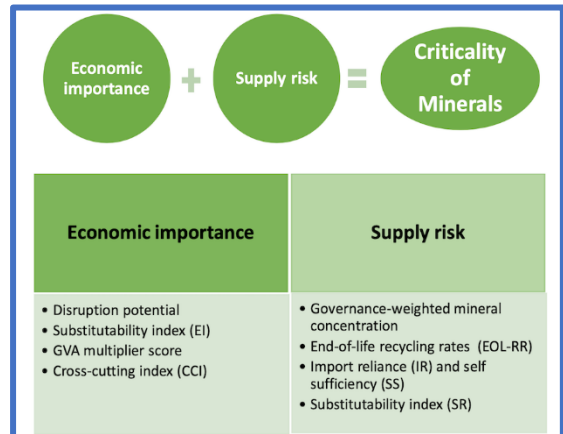 Economic
importance
+
Supply risk
=
Criticality
of
Minerals
Economic importance
Supply risk
• Disruption potential
• Substitutability index (EI)
• GVA multiplier score
• Cross-cutting index (CCI)
• Governance-weighted mineral
concentration
• End-of-life recycling rates (EOL-RR)
• Import reliance (IR) and self
sufficiency (SS)
• Substitutability index (SR)